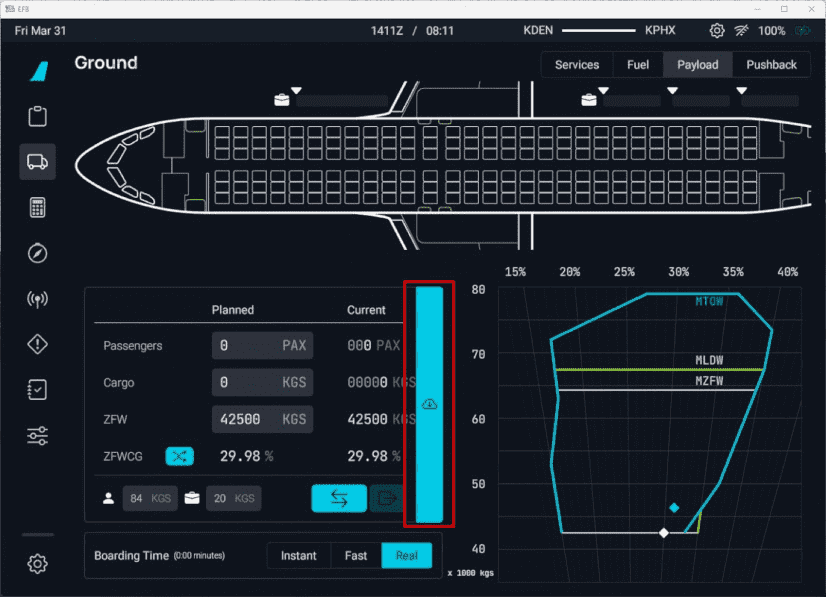 EFB
Fri Mar 31
1411Z / 08:11
KDEN KPHX
100%
Ground
Services Fuel Payload Pushback
Planned Current
Passengers 0 PAX 000 PAX
Cargo 0 KGS 00000 KGS
ZFW 42500 KGS 42500 KGS
ZFWCG 29.98 % 29.98 %
84 KGS 20 KGS
Boarding Time (0:00 minutes) Instant Fast Real
15% 20% 25% 30% 35% 40%
80
MTOW
70
MLDW
MZFW
60
50
40
x 1000 kgs